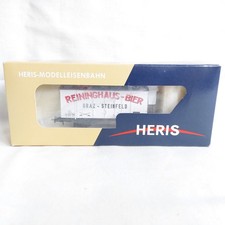 HERIS-MODELLEISENBAHN
REININGHAUS-BIER
GRAZ-STEINFELD
HERIS